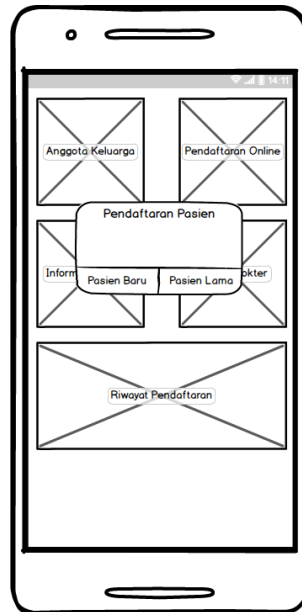 14:11
Anggota Keluarga
Pendaftaran Online
Pendaftaran Pasien
Pasien Baru
Pasien Lama
Riwayat Pendaftaran